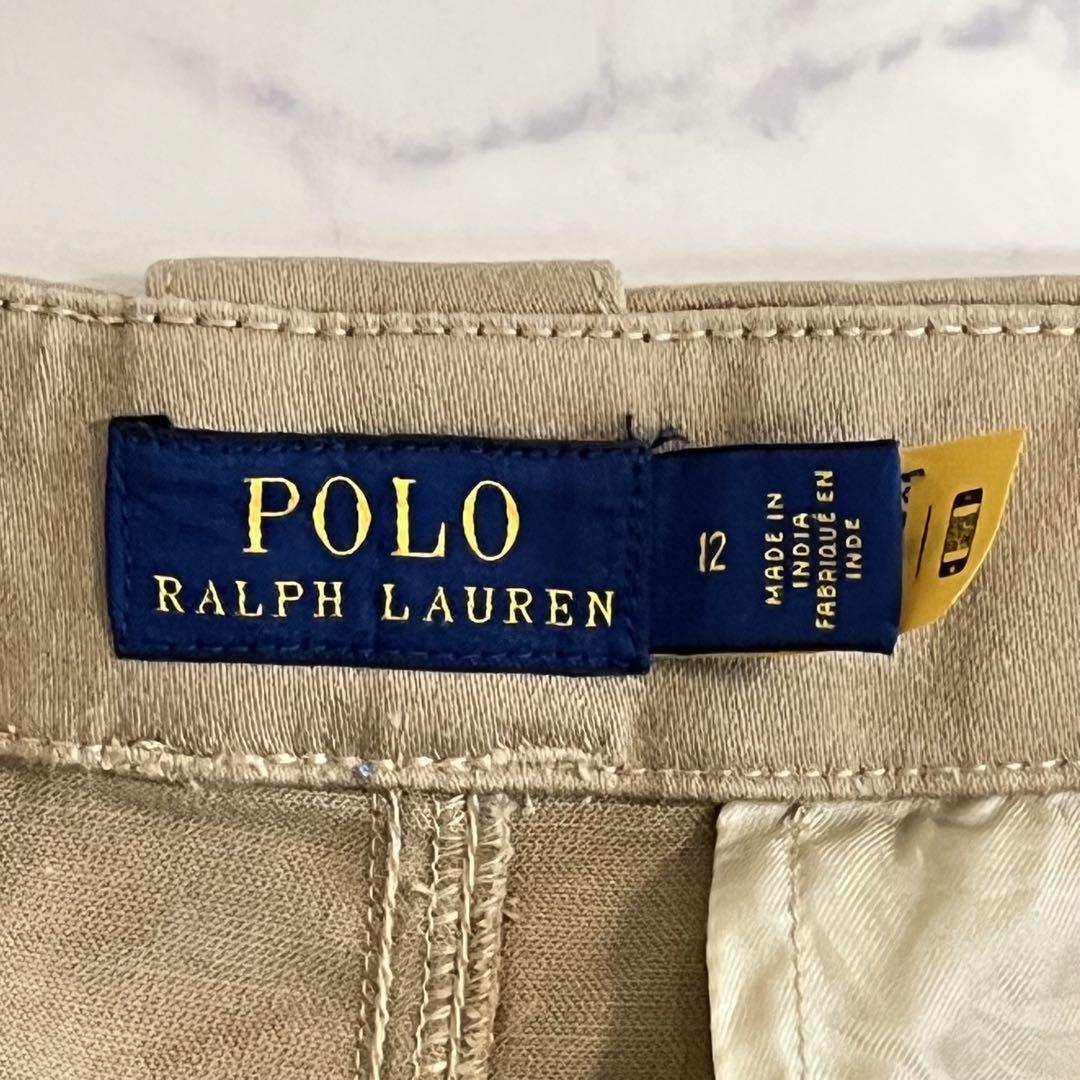 POLO
RALPH LAUREN
12
MADE IN
INDIA
FABRIQUÉ EN
INDE